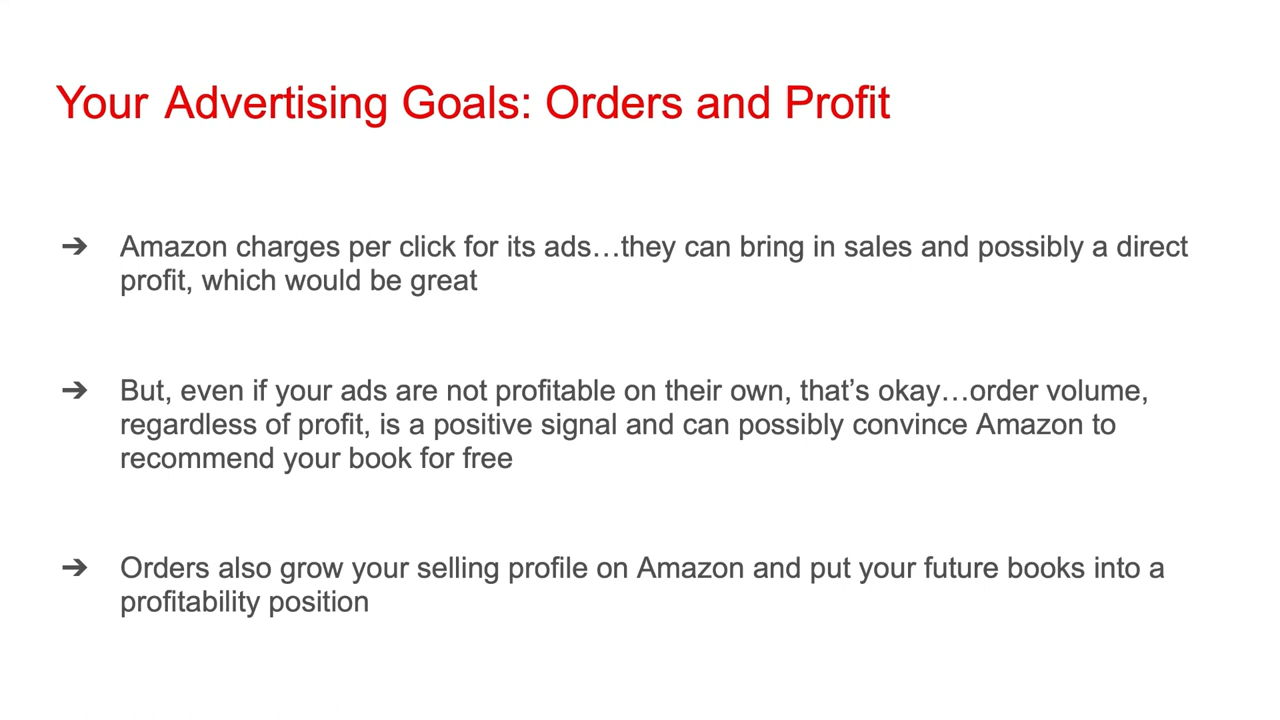 Your Advertising Goals: Orders and Profit
➔ Amazon charges per click for its ads…they can bring in sales and possibly a direct
profit, which would be great
➔ But, even if your ads are not profitable on their own, that’s okay…order volume,
regardless of profit, is a positive signal and can possibly convince Amazon to
recommend your book for free
➔ Orders also grow your selling profile on Amazon and put your future books into a
profitability position